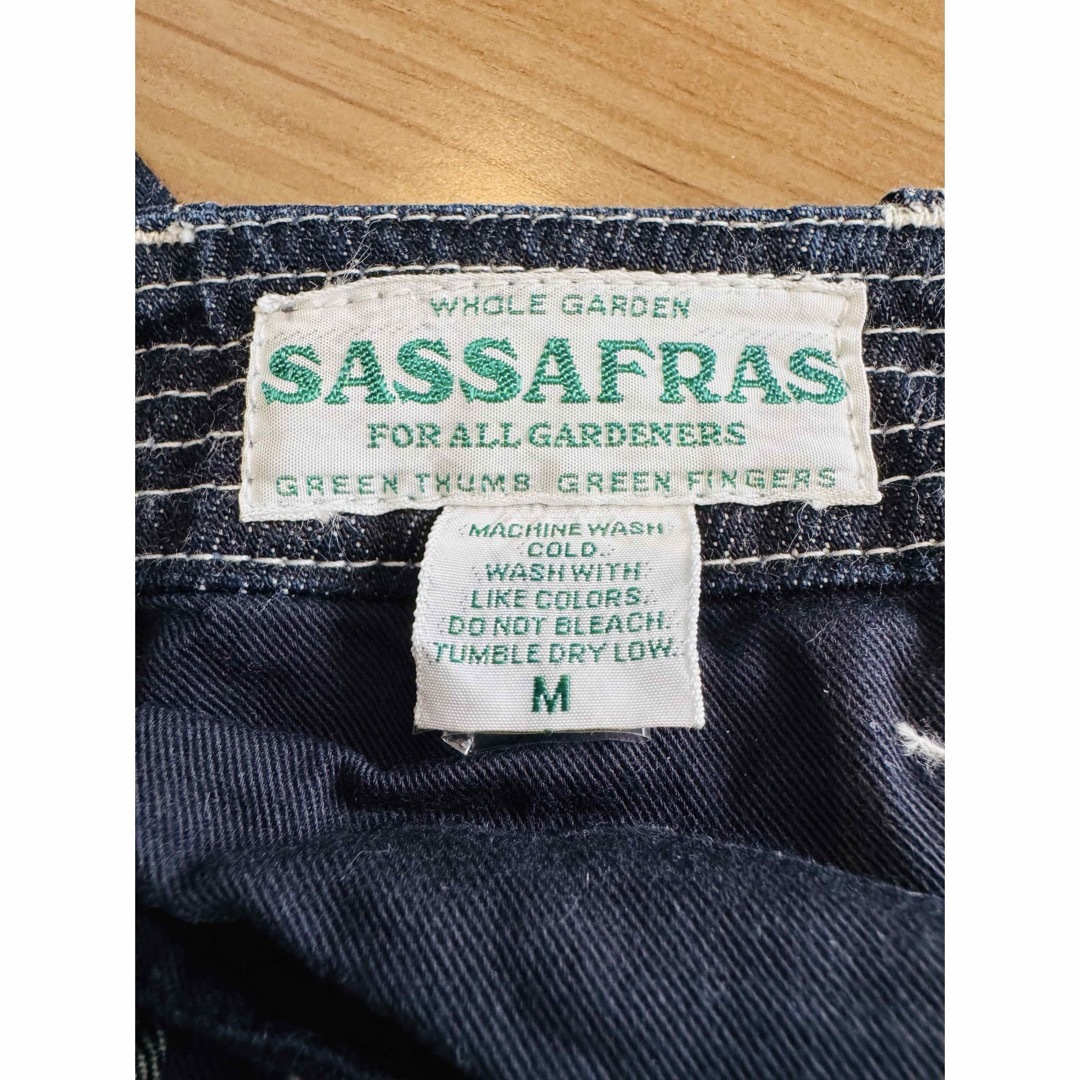 WHOLE GARDEN
SASSAFRAS
FOR ALL GARDENERS
GREEN THUMB GREEN FINGERS
MACHINE WASH
COLD.
WASH WITH
LIKE COLORS.
DO NOT BLEACH.
TUMBLE DRY LOW.
M